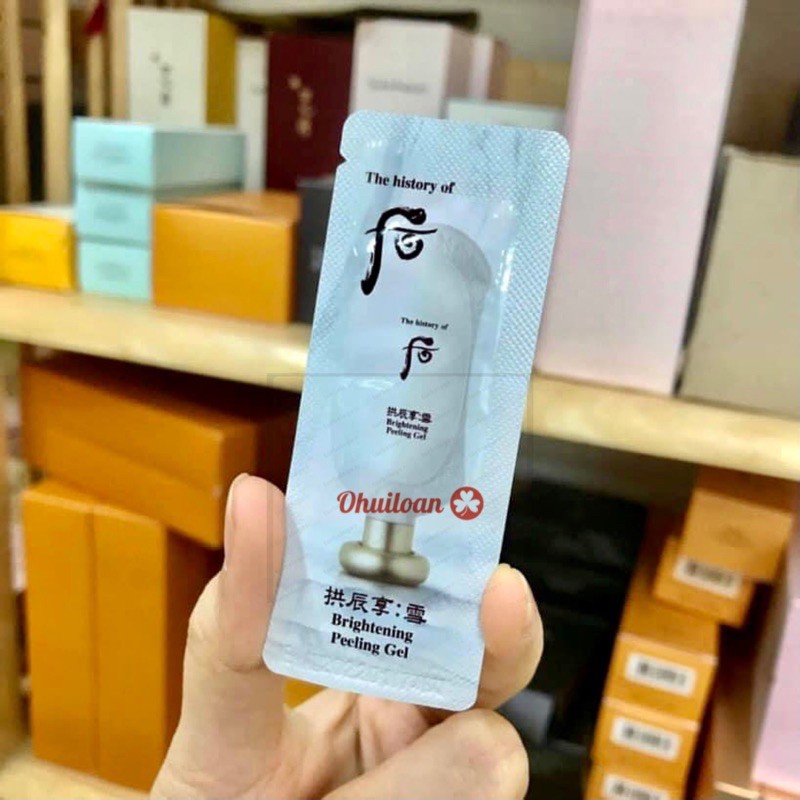 The history of
后
The history of
后
拱辰享:雪
Brightening
Peeling Gel
Ohuiloan
拱辰享:雪
Brightening
Peeling Gel